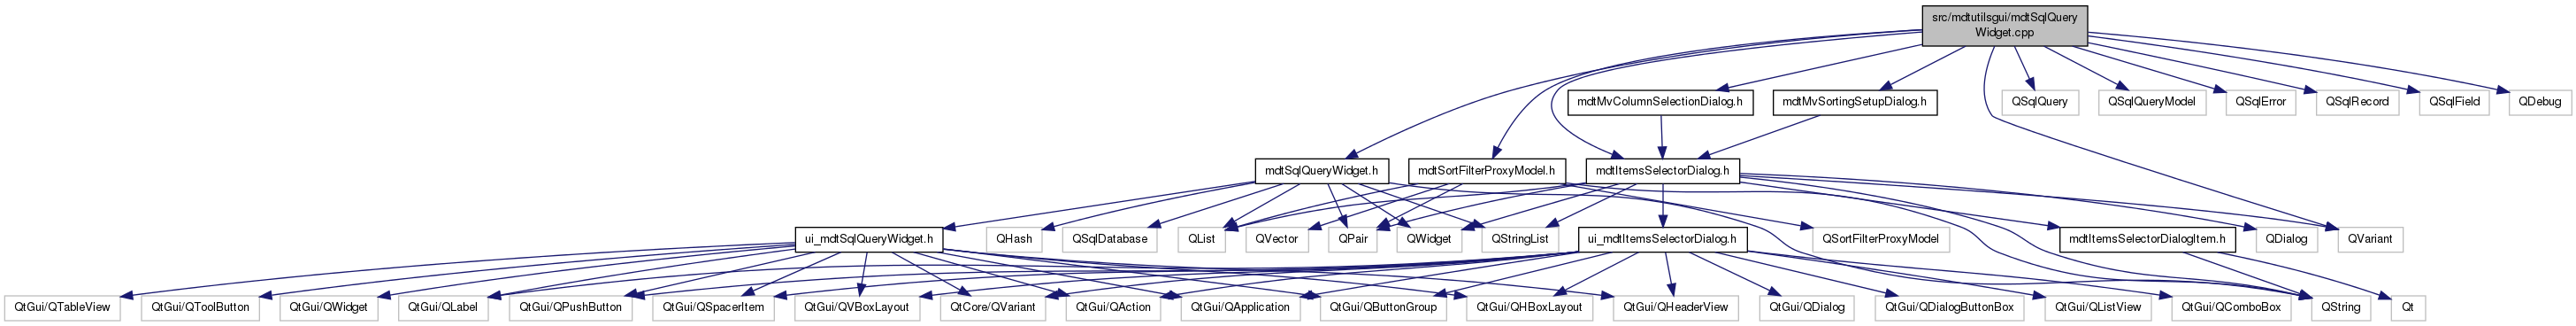 src/mdtutilsgui/mdtSqlQuery
Widget.cpp
mdtMvColumnSelectionDialog.h
mdtMvSortingSetupDialog.h
QSqlQuery
QSqlQueryModel
QSqlError
QSqlRecord
QSqlField
QDebug
mdtSqlQueryWidget.h
mdtSortFilterProxyModel.h
mdtItemsSelectorDialog.h
ui_mdtSqlQueryWidget.h
QHash
QSqlDatabase
QList
QVector
QPair
QWidget
QStringList
ui_mdtItemsSelectorDialog.h
QSortFilterProxyModel
mdtItemsSelectorDialogItem.h
QDialog
QVariant
QtGui/QTableView
QtGui/QToolButton
QtGui/QWidget
QtGui/QLabel
QtGui/QPushButton
QtGui/QSpacerItem
QtGui/QVBoxLayout
QtCore/QVariant
QtGui/QAction
QtGui/QApplication
QtGui/QButtonGroup
QtGui/QHBoxLayout
QtGui/QHeaderView
QtGui/QDialog
QtGui/QDialogButtonBox
QtGui/QListView
QtGui/QComboBox
QString
Qt